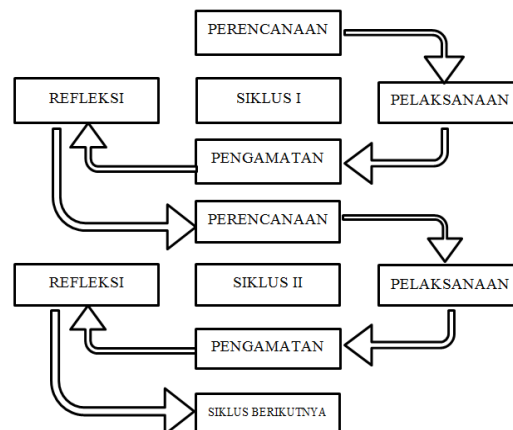 PERENCANAAN
REFLEKSI
SIKLUS I
PELAKSANAAN
PENGAMATAN
PERENCANAAN
REFLEKSI
SIKLUS II
PELAKSANAAN
PENGAMATAN
SIKLUS BERIKUTNYA